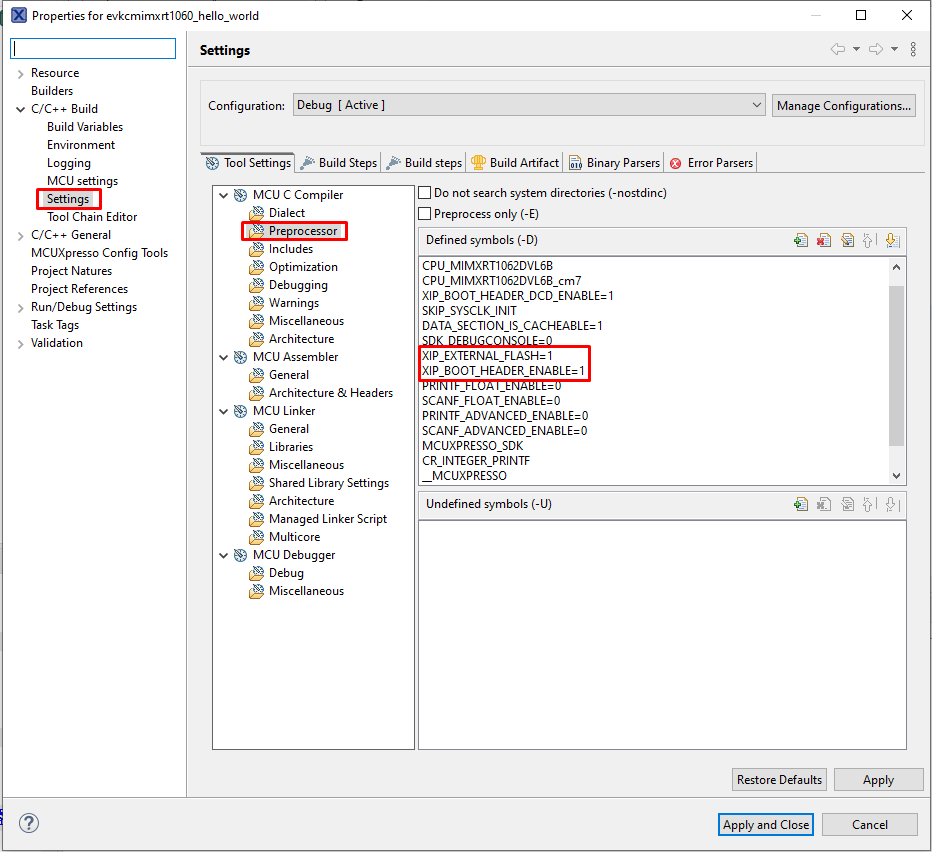 Properties for evkcmimxrt1060_hello_world
Resource
Builders
C/C++ Build
Build Variables
Environment
Logging
MCU settings
Settings
Tool Chain Editor
C/C++ General
MCUXpresso Config Tools
Project Natures
Project References
Run/Debug Settings
Task Tags
Validation
Settings
Configuration:
Debug [ Active ]
Manage Configurations...
Tool Settings
Build Steps
Build steps
Build Artifact
Binary Parsers
Error Parsers
MCU C Compiler
Dialect
Preprocessor
Includes
Optimization
Debugging
Warnings
Miscellaneous
Architecture
MCU Assembler
General
Architecture & Headers
MCU Linker
General
Libraries
Miscellaneous
Shared Library Settings
Architecture
Managed Linker Script
Multicore
MCU Debugger
Debug
Miscellaneous
Do not search system directories (-nostdinc)
Preprocess only (-E)
Defined symbols (-D)
CPU_MIMXRT1062DVL6B
CPU_MIMXRT1062DVL6B_cm7
XIP_BOOT_HEADER_DCD_ENABLE=1
SKIP_SYSCLK_INIT
DATA_SECTION_IS_CACHEABLE=1
SDK_DEBUGCONSOLE=0
XIP_EXTERNAL_FLASH=1
XIP_BOOT_HEADER_ENABLE=1
PRINTF_FLOAT_ENABLE=0
SCANF_FLOAT_ENABLE=0
PRINTF_ADVANCED_ENABLE=0
SCANF_ADVANCED_ENABLE=0
MCUXPRESSO_SDK
CR_INTEGER_PRINTF
__MCUXPRESSO
Undefined symbols (-U)
Restore Defaults
Apply
Apply and Close
Cancel